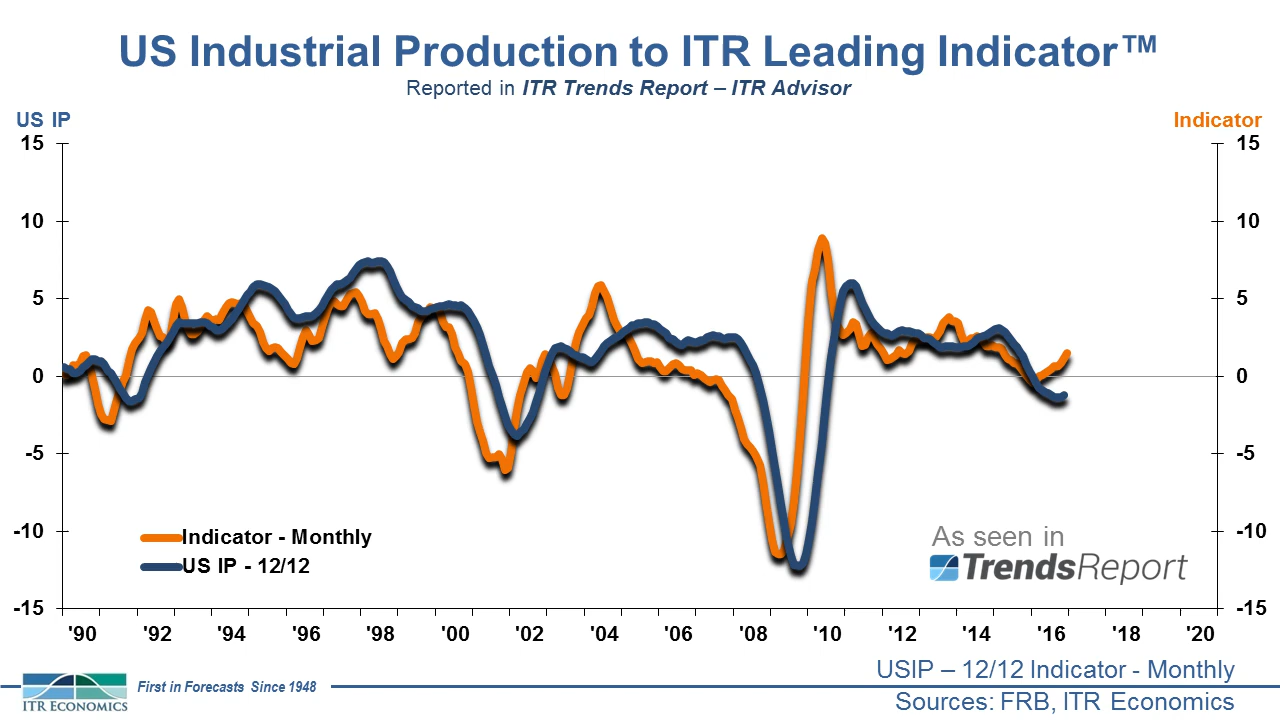 US Industrial Production to ITR Leading Indicator™
Reported in ITR Trends Report – ITR Advisor
US IP
Indicator
15
15
10
10
5
5
0
0
-5
-5
-10
-10
-15
-15
Indicator - Monthly
US IP - 12/12
As seen in
TrendsReport
'90 '92 '94 '96 '98 '00 '02 '04 '06 '08 '10 '12 '14 '16 '18 '20
USIP – 12/12 Indicator - Monthly
Sources: FRB, ITR Economics
ITR ECONOMICS
First in Forecasts Since 1948